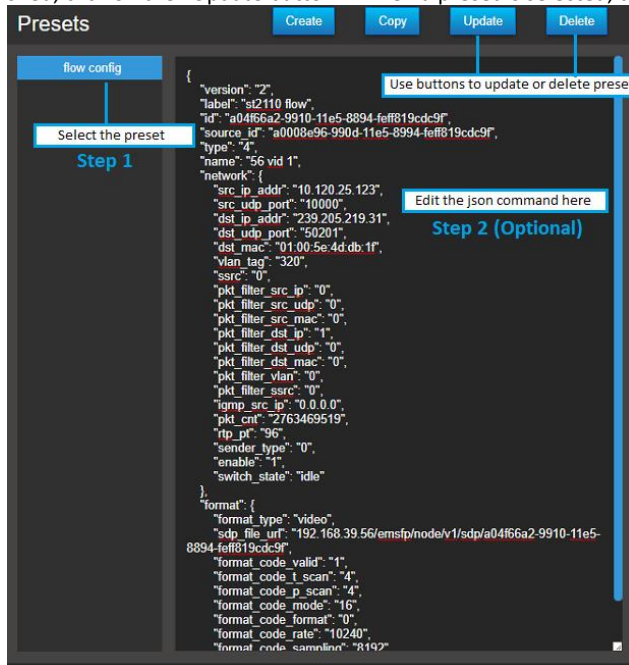 Presets
Create Copy Update Delete
flow config
Use buttons to update or delete prese
Select the preset
Step 1
Edit the json command here
Step 2 (Optional)
{
"version": "2",
"label": "st2110 flow",
"id": "a04f66a2-9910-11e5-8894-feff819cdc9f",
"source_id": "a0008e96-990d-11e5-8994-feff819cdc9f",
"type": "4",
"name": "56 vid 1",
"network": {
"src_ip_addr": "10.120.25.123",
"src_udp_port": "10000",
"dst_ip_addr": "239.205.219.31",
"dst_udp_port": "50201",
"dst_mac": "01:00:5e:4d:db:1f",
"vlan_tag": "320",
"ssrc": "0",
"pkt_filter_src_ip": "0",
"pkt_filter_src_udp": "0",
"pkt_filter_src_mac": "0",
"pkt_filter_dst_ip": "1",
"pkt_filter_dst_udp": "0",
"pkt_filter_dst_mac": "0",
"pkt_filter_vlan": "0",
"pkt_filter_ssrc": "0",
"igmp_src_ip": "0.0.0.0",
"pkt_cnt": "2763469519",
"rtp_pt": "96",
"sender_type": "0",
"enable": "1",
"switch_state": "idle"
},
"format": {
"format_type": "video",
"sdp_file_url": "192.168.39.56/emsfp/node/v1/sdp/a04f66a2-9910-11e5-
8894-feff819cdc9f",
"format_code_valid": "1",
"format_code_t_scan": "4",
"format_code_p_scan": "4",
"format_code_mode": "16",
"format_code_format": "0",
"format_code_rate": "10240",
"format_code_sampling": "8192"